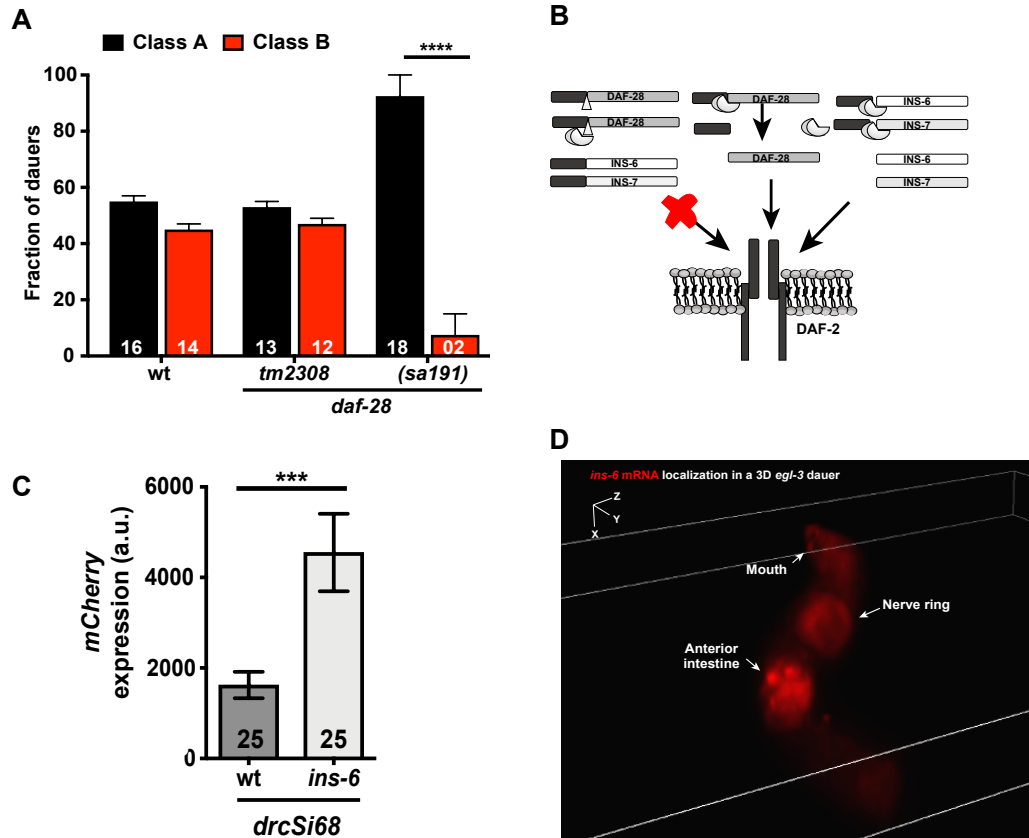 A
Class A
Class B
****
Fraction of dauers
100
80
60
40
20
0
16
14
13
12
18
02
wt
tm2308
(sa191)
daf-28
B
DAF-28
DAF-28
INS-6
INS-7
DAF-28
DAF-28
INS-6
INS-7
INS-6
INS-7
DAF-2
C
***
mCherry
expression (a.u.)
6000
4000
2000
0
25
25
wt
ins-6
drcSi68
D
ins-6 mRNA localization in a 3D egl-3 dauer
Z
Y
X
Mouth
Nerve ring
Anterior
intestine